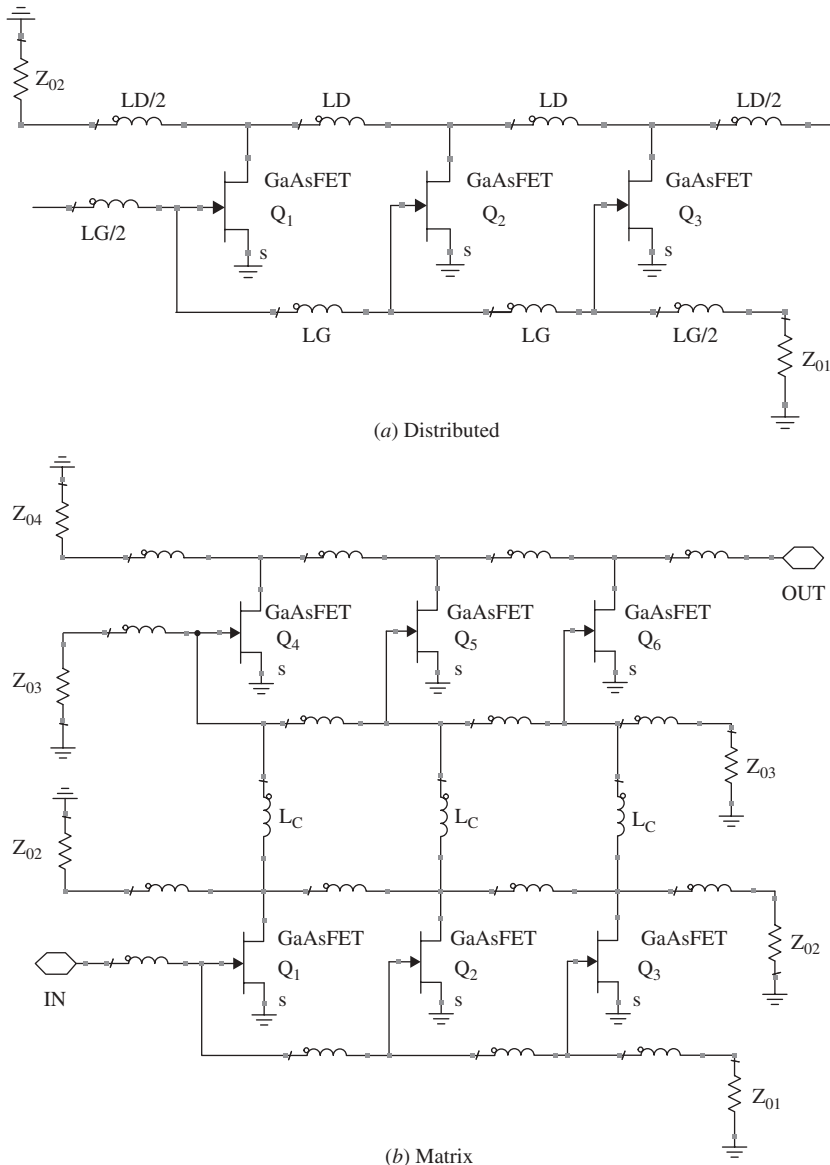 Z02
LD/2 LD LD LD/2
GaAsFET GaAsFET GaAsFET
Q1 Q2 Q3
LG/2
s s s
LG LG LG/2
Z01
(a) Distributed
Z04
OUT
GaAsFET GaAsFET GaAsFET
Q4 Q5 Q6
s s s
Z03
Z03
LC LC LC
Z02
GaAsFET GaAsFET GaAsFET
Q1 Q2 Q3
Z02
IN
s s s
Z01
(b) Matrix